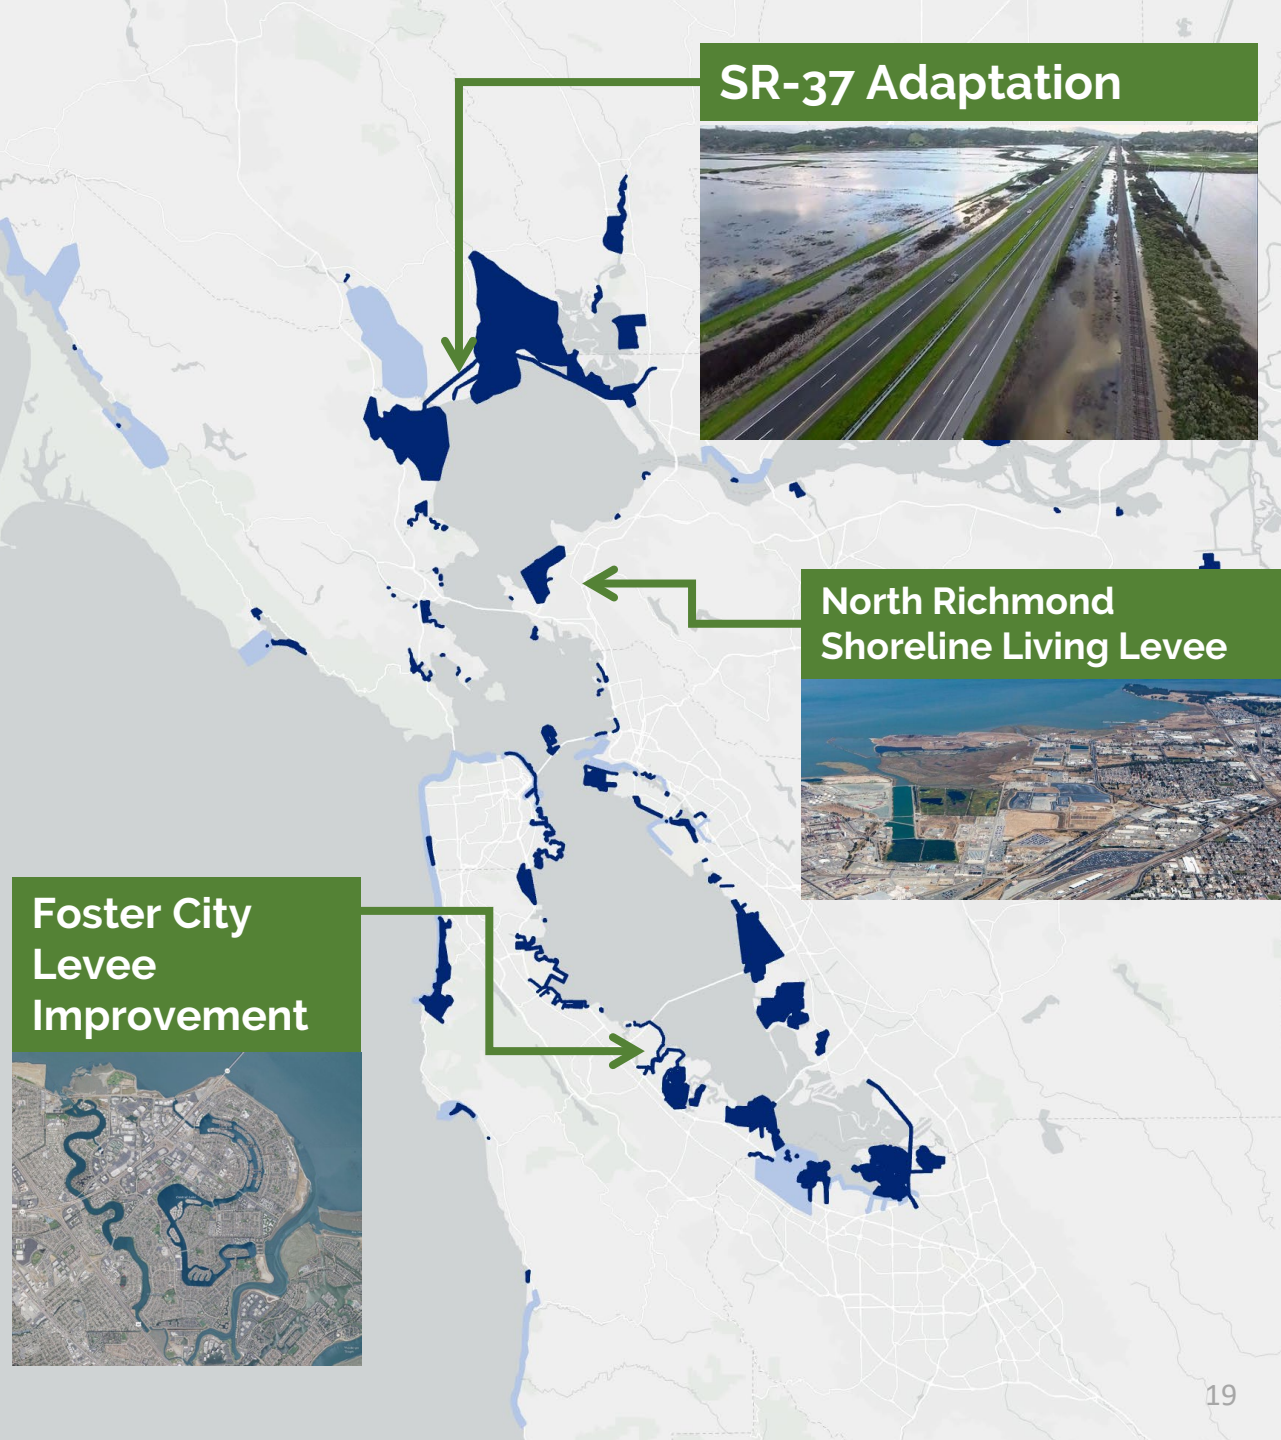 SR-37 Adaptation
North Richmond
Shoreline Living Levee
Foster City
Levee
Improvement
19